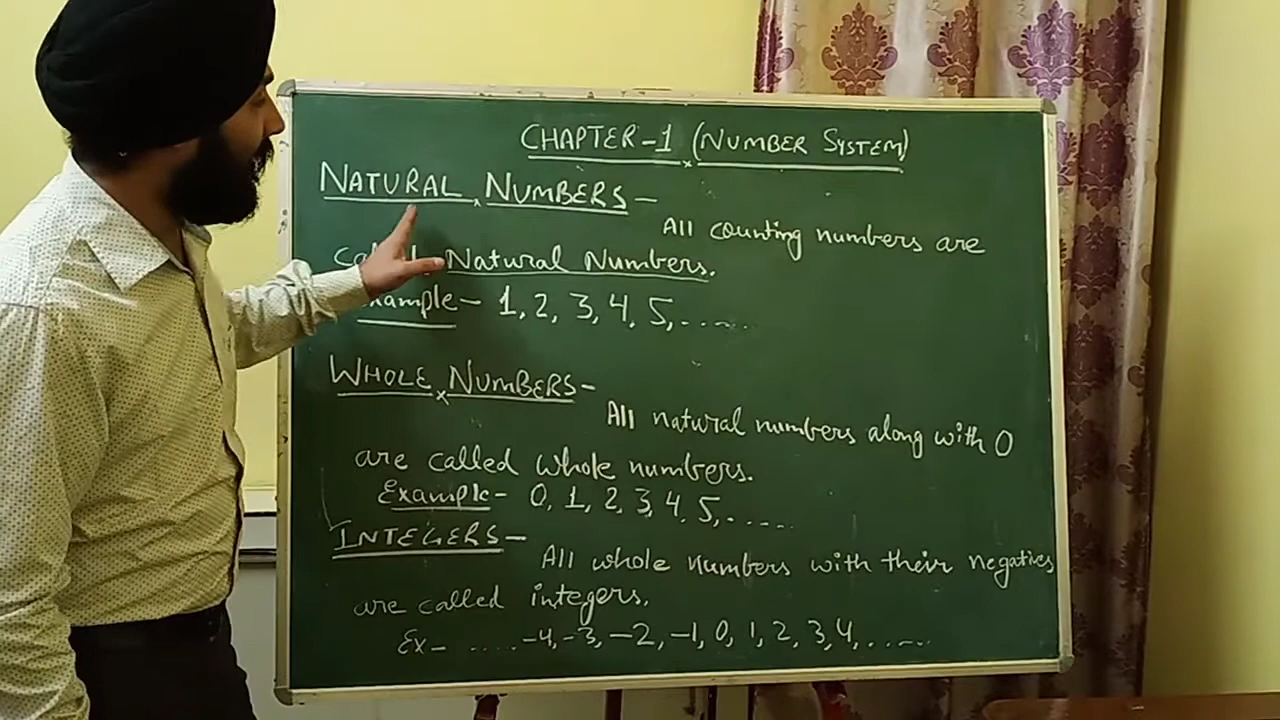 CHAPTER-1 (NUMBER SYSTEM)
NATURAL NUMBERS-
All counting numbers are
called Natural Numbers.
Example- 1, 2, 3, 4, 5, ......
WHOLE NUMBERS-
All natural numbers along with 0
are called whole numbers.
Example- 0, 1, 2, 3, 4, 5, ......
INTEGERS-
All whole numbers with their negatives
are called integers.
Ex- .....-4, -3, -2, -1, 0, 1, 2, 3, 4, ......